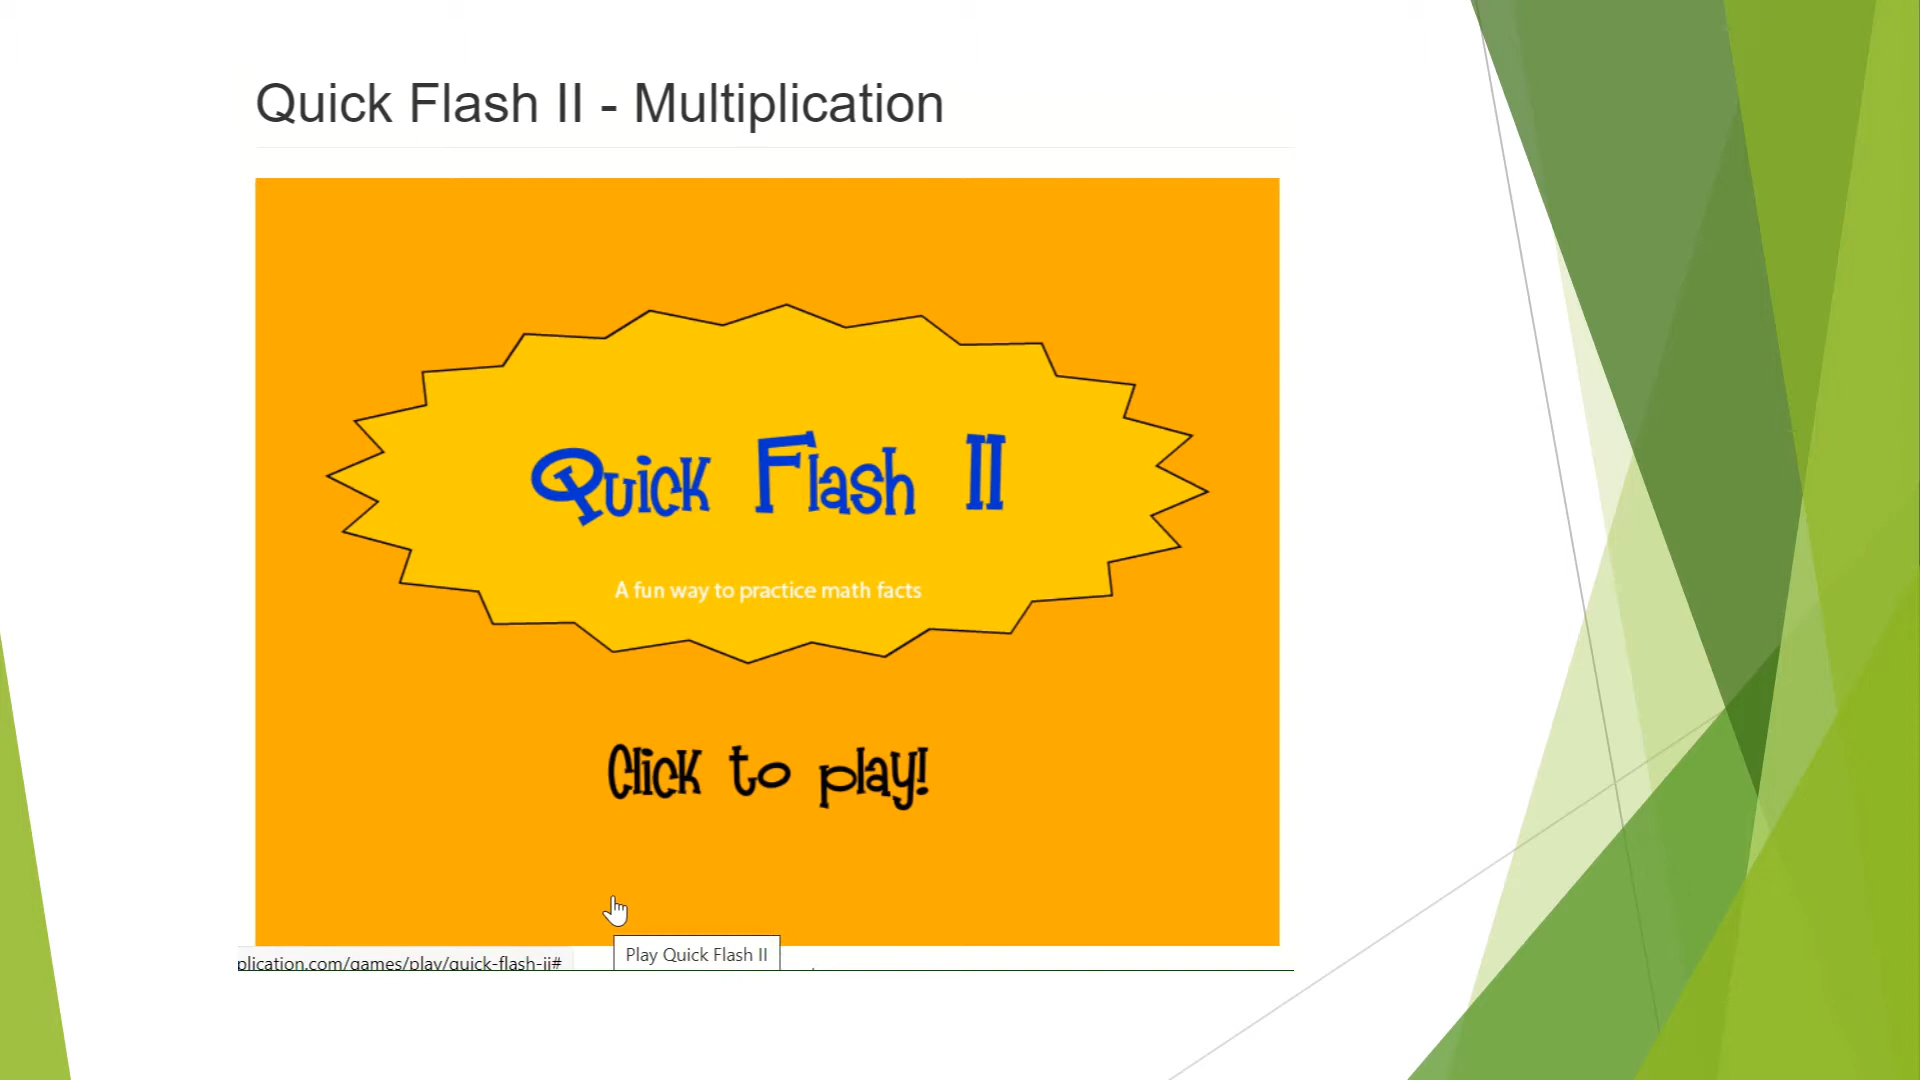 Quick Flash II - Multiplication
Quick Flash II
A fun way to practice math facts
Click to play!
Play Quick Flash II
plication.com/games/play/quick-flash-ii#